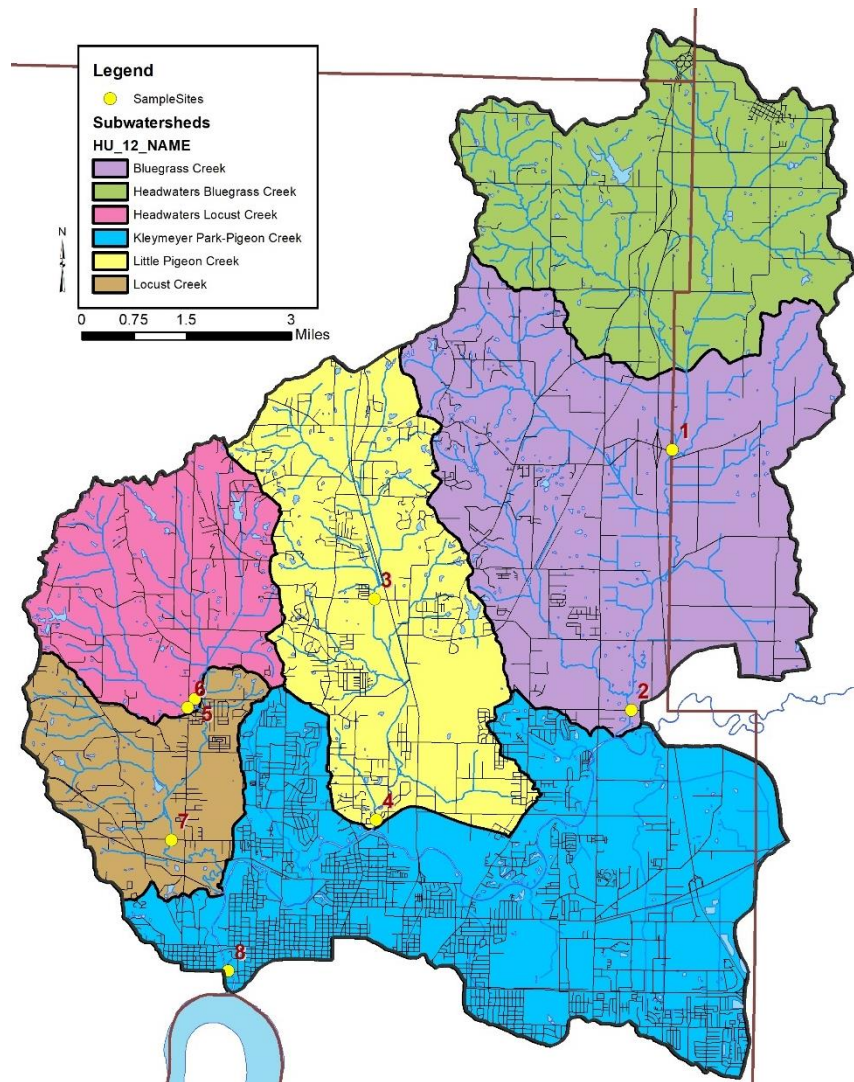 Legend
SampleSites
Subwatersheds
HU_12_NAME
Bluegrass Creek
Headwaters Bluegrass Creek
Headwaters Locust Creek
Kleymeyer Park-Pigeon Creek
Little Pigeon Creek
Locust Creek
N
0 0.75 1.5 3
Miles
1
2
3
4
6
5
7
8